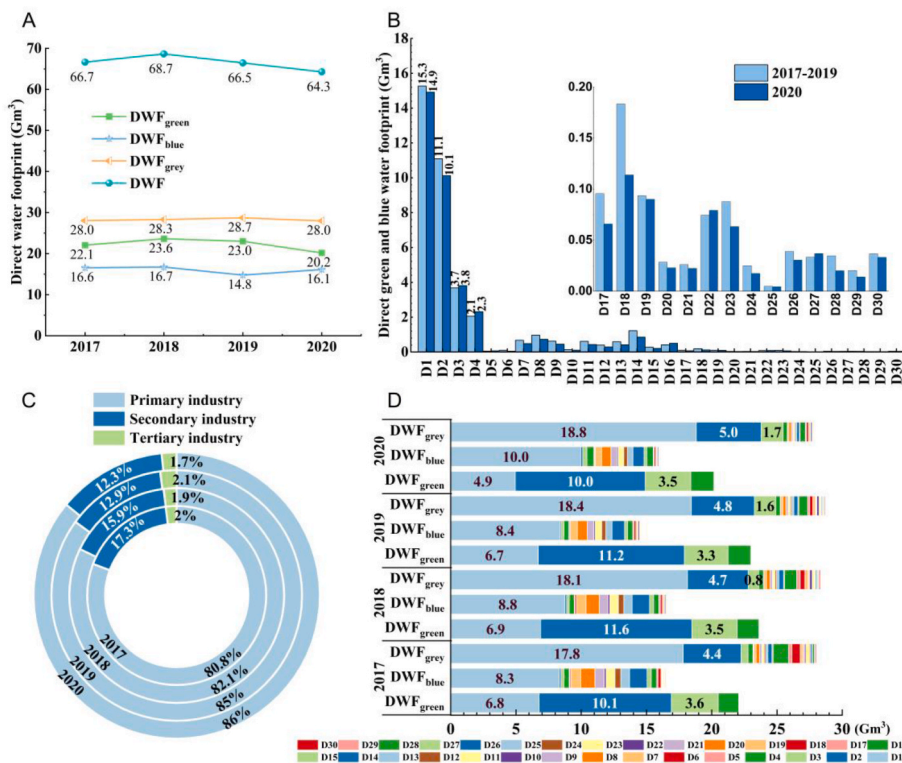 A
Direct water footprint (Gm³)
70
60
50
40
30
20
10
0
66.7 68.7 66.5 64.3
DWFgreen
DWFblue
DWFgrey
DWF
28.0 28.3 28.7 28.0
22.1 23.6 23.0 20.2
16.6 16.7 14.8 16.1
2017 2018 2019 2020
B
Direct green and blue water footprint (Gm³)
18
16
14
12
10
8
6
4
2
0
15.3 14.9 11.1 10.1 3.7 3.8 2.1 2.3
D1 D2 D3 D4 D5 D6 D7 D8 D9 D10 D11 D12 D13 D14 D15 D16 D17 D18 D19 D20 D21 D22 D23 D24 D25 D26 D27 D28 D29 D30
2017-2019
2020
0.20
0.15
0.10
0.05
0.00
D17 D18 D19 D20 D21 D22 D23 D24 D25 D26 D27 D28 D29 D30
C
Primary industry
Secondary industry
Tertiary industry
12.3% 1.7%
12.9% 2.1%
15.9% 1.9%
17.3% 2%
2017 80.8%
2018 82.1%
2019 85%
2020 86%
D
2020
DWFgrey 18.8 5.0 1.7
DWFblue 10.0
DWFgreen 4.9 10.0 3.5
2019
DWFgrey 18.4 4.8 1.6
DWFblue 8.4
DWFgreen 6.7 11.2 3.3
2018
DWFgrey 18.1 4.7 0.8
DWFblue 8.8
DWFgreen 6.9 11.6 3.5
2017
DWFgrey 17.8 4.4
DWFblue 8.3
DWFgreen 6.8 10.1 3.6
0 5 10 15 20 25 30 (Gm³)
D30 D29 D28 D27 D26 D25 D24 D23 D22 D21 D20 D19 D18 D17 D1
D15 D14 D13 D12 D11 D10 D9 D8 D7 D6 D5 D4 D3 D2 D1